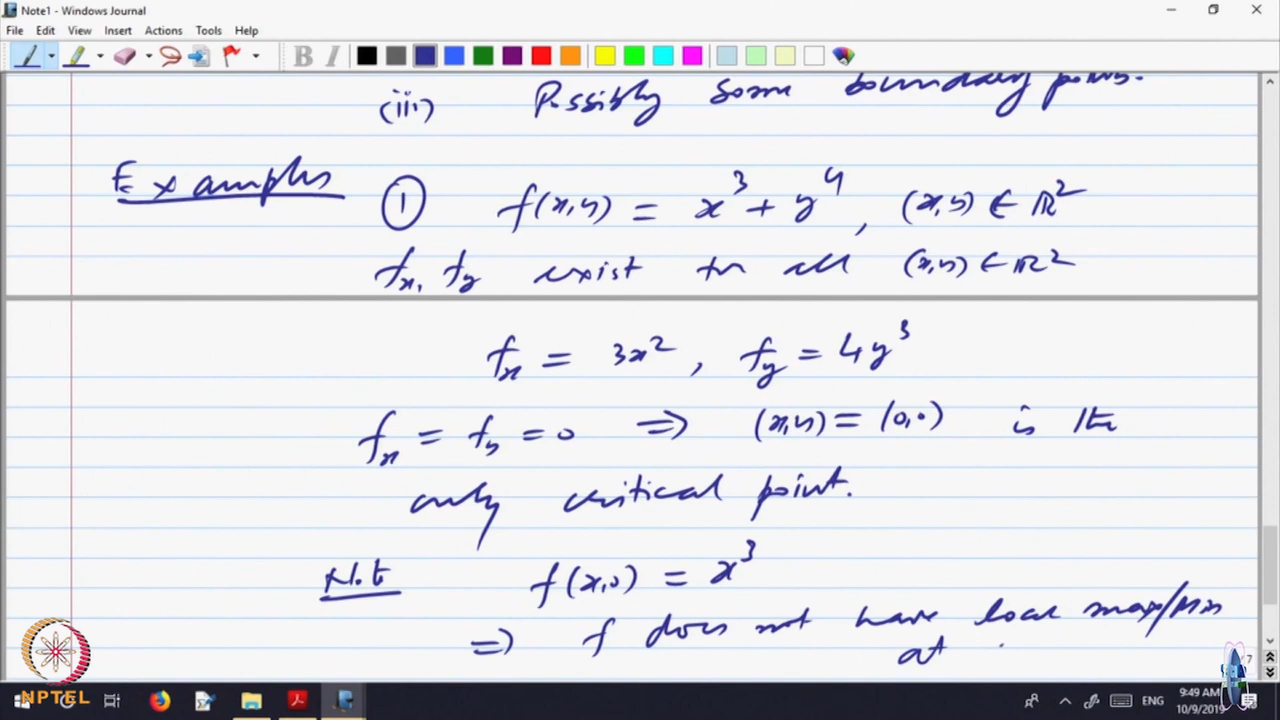 Note1 - Windows Journal
File Edit View Insert Actions Tools Help
(iii) Possibly some boundary points.
Examples ① f(x,y) = x³ + y⁴, (x,y) ∈ ℝ²
fx, fy exist for all (x,y) ∈ ℝ²
fx = 3x², fy = 4y³
fx = fy = 0 ⇒ (x,y) = (0,0) is the
only critical point.
Note f(x,0) = x³
⇒ f does not have local max/Min
at
7
NPTEL
ENG
9:49 AM
10/9/2019